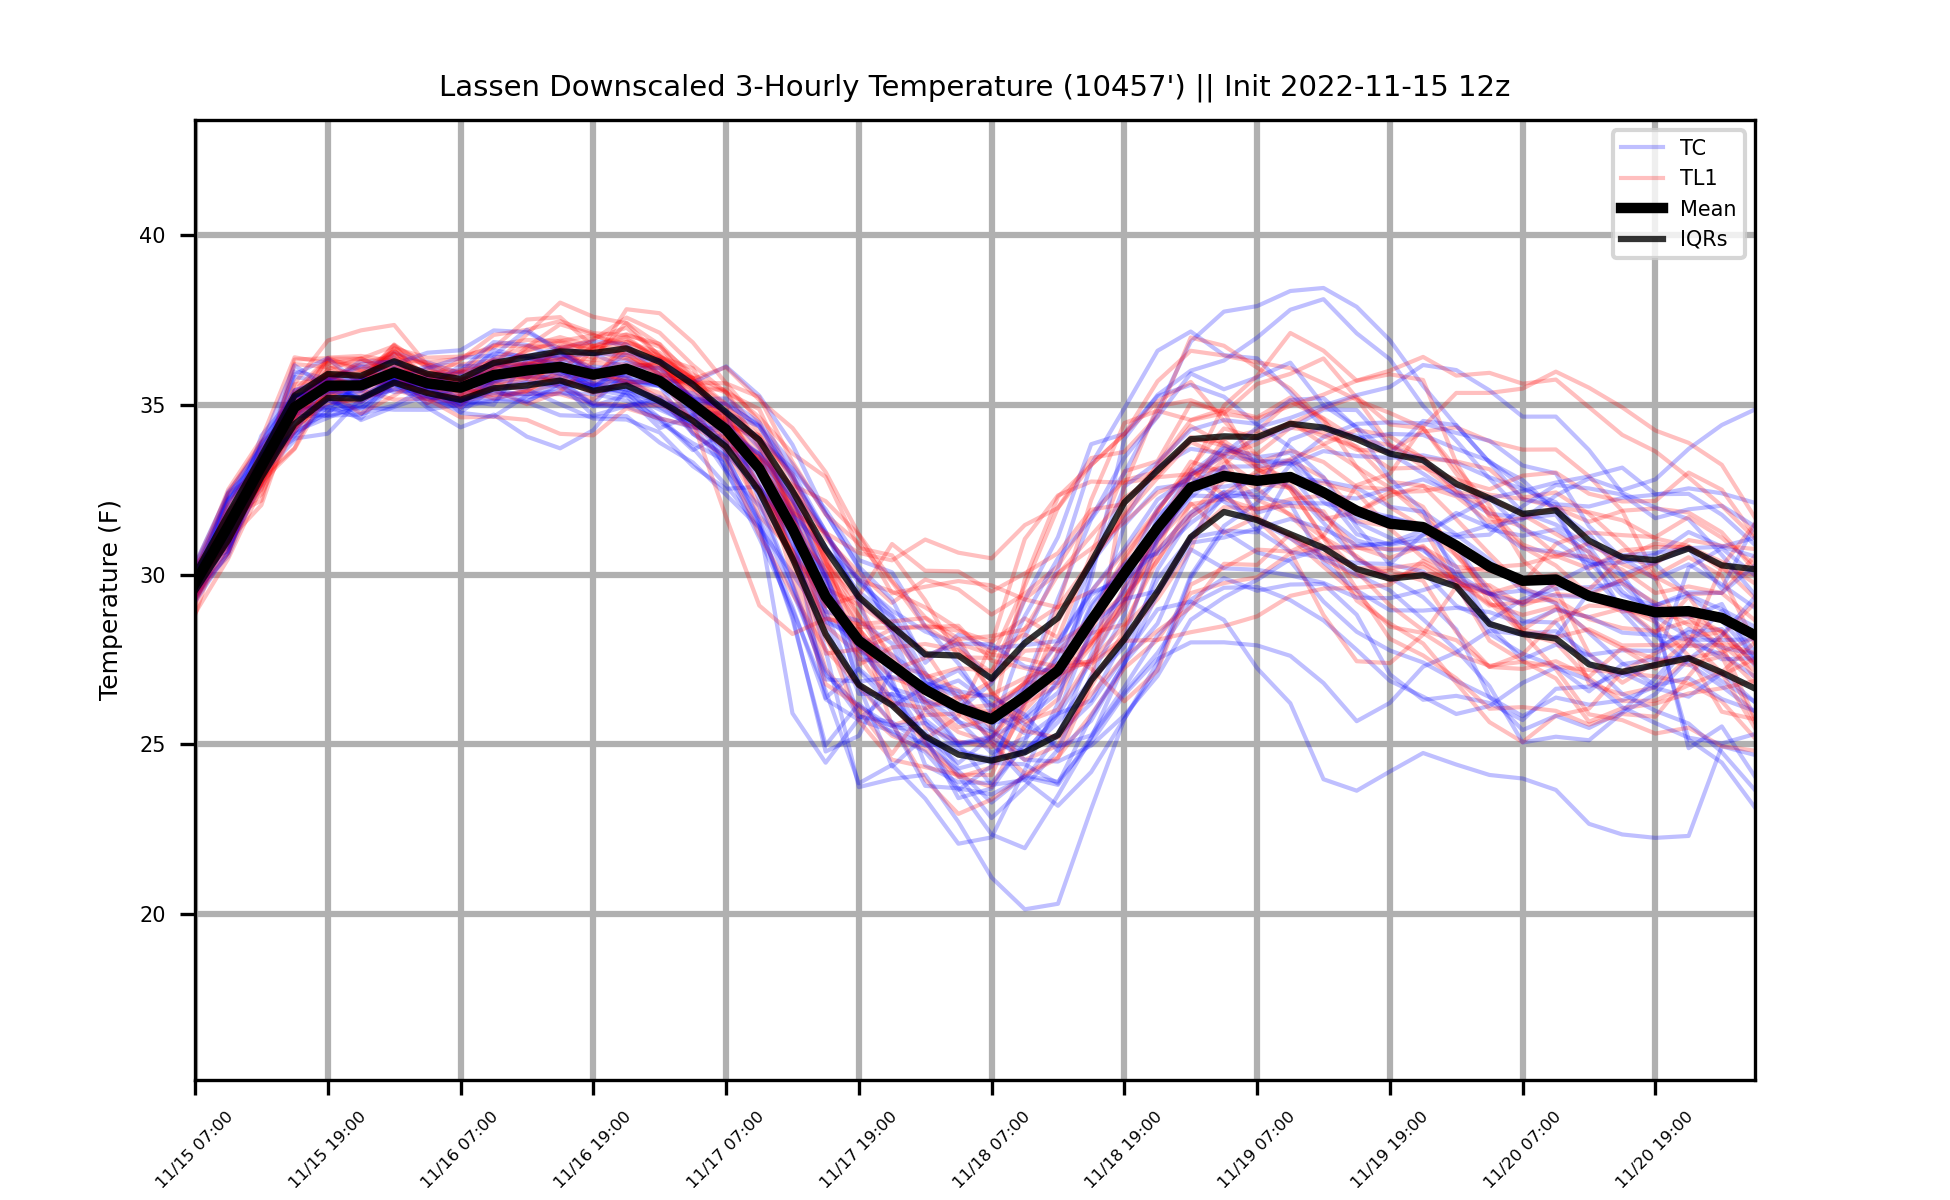 Lassen Downscaled 3-Hourly Temperature (10457') || Init 2022-11-15 12z
TC
TL1
Mean
IQRs
Temperature (F)
40
35
30
25
20
11/15 07:00
11/15 19:00
11/16 07:00
11/16 19:00
11/17 07:00
11/17 19:00
11/18 07:00
11/18 19:00
11/19 07:00
11/19 19:00
11/20 07:00
11/20 19:00